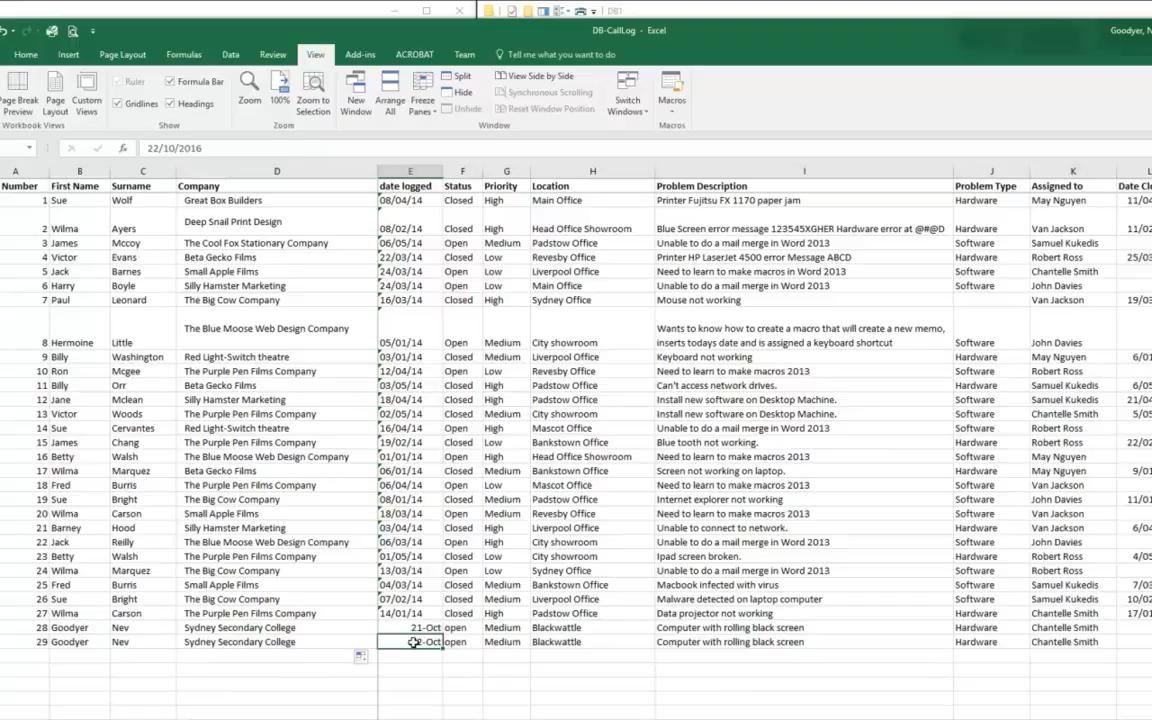 DB1
DB-CallLog - Excel
Goodyer, N
Home Insert Page Layout Formulas Data Review View Add-ins ACROBAT Team Tell me what you want to do
Page Break Preview Page Layout Custom Views Ruler Formula Bar Gridlines Headings Zoom 100% Zoom to Selection New Window Arrange All Freeze Panes Split Hide Unhide View Side by Side Synchronous Scrolling Reset Window Position Switch Windows Macros
Workbook Views Show Zoom Window Macros
22/10/2016
A B C D E F G H I J K L
Number First Name Surname Company date logged Status Priority Location Problem Description Problem Type Assigned to Date Clo
1 Sue Wolf Great Box Builders 08/04/14 Closed High Main Office Printer Fujitsu FX 1170 paper jam Hardware May Nguyen 11/04
2 Wilma Ayers Deep Snail Print Design 08/02/14 Closed High Head Office Showroom Blue Screen error message 123545XGHER Hardware error at @#@D Hardware Van Jackson 11/02
3 James Mccoy The Cool Fox Stationary Company 06/05/14 Open Medium Padstow Office Unable to do a mail merge in Word 2013 Software Samuel Kukedis
4 Victor Evans Beta Gecko Films 22/03/14 Closed Low Revesby Office Printer HP LaserJet 4500 error Message ABCD Hardware Robert Ross 25/03
5 Jack Barnes Small Apple Films 24/03/14 Open Low Liverpool Office Need to learn to make macros in Word 2013 Software Chantelle Smith
6 Harry Boyle Silly Hamster Marketing 24/03/14 Open Low Main Office Unable to do a mail merge in Word 2013 Software John Davies
7 Paul Leonard The Big Cow Company 16/03/14 Closed High Sydney Office Mouse not working Van Jackson 19/03
8 Hermoine Little The Blue Moose Web Design Company 05/01/14 Open Medium City showroom Wants to know how to create a macro that will create a new memo, inserts todays date and is assigned a keyboard shortcut Software John Davies
9 Billy Washington Red Light-Switch theatre 03/01/14 Closed Medium Liverpool Office Keyboard not working Hardware May Nguyen 6/01
10 Ron Mcgee The Purple Pen Films Company 12/04/14 Open Low Revesby Office Need to learn to make macros 2013 Software Robert Ross
11 Billy Orr Beta Gecko Films 03/05/14 Closed High Padstow Office Can't access network drives. Hardware Samuel Kukedis 6/05
12 Jane Mclean Silly Hamster Marketing 18/04/14 Closed High Padstow Office Install new software on Desktop Machine. Software Samuel Kukedis 21/04
13 Victor Woods The Purple Pen Films Company 02/05/14 Closed Medium City showroom Install new software on Desktop Machine. Software Chantelle Smith 5/05
14 Sue Cervantes Red Light-Switch theatre 16/04/14 Open High Mascot Office Unable to do a mail merge in Word 2013 Software Robert Ross
15 James Chang The Purple Pen Films Company 19/02/14 Closed Low Bankstown Office Blue tooth not working. Hardware Robert Ross 22/02
16 Betty Walsh The Blue Moose Web Design Company 01/01/14 Open High Head Office Showroom Need to learn to make macros 2013 Software May Nguyen
17 Wilma Marquez Beta Gecko Films 06/01/14 Closed Medium Bankstown Office Screen not working on laptop. Hardware May Nguyen 9/01
18 Fred Burris The Purple Pen Films Company 06/04/14 Open Low Mascot Office Need to learn to make macros 2013 Software Van Jackson
19 Sue Bright The Big Cow Company 08/01/14 Closed Medium Padstow Office Internet explorer not working Software John Davies 11/01
20 Wilma Carson Small Apple Films 18/03/14 Open Medium Revesby Office Need to learn to make macros 2013 Software Van Jackson
21 Barney Hood Silly Hamster Marketing 03/04/14 Closed High Liverpool Office Unable to connect to network. Hardware Van Jackson 6/04
22 Jack Reilly The Blue Moose Web Design Company 06/03/14 Open High City showroom Unable to do a mail merge in Word 2013 Software Samuel Kukedis
23 Betty Walsh The Purple Pen Films Company 01/05/14 Closed Low City showroom Ipad screen broken. Hardware Robert Ross 4/05
24 Wilma Marquez The Big Cow Company 13/03/14 Open Low Sydney Office Unable to do a mail merge in Word 2013 Software Robert Ross
25 Fred Burris Small Apple Films 04/03/14 Closed Medium Bankstown Office Macbook infected with virus Software Samuel Kukedis 7/03
26 Sue Bright The Big Cow Company 07/02/14 Closed Medium Liverpool Office Malware detected on laptop computer Software Samuel Kukedis 10/02
27 Wilma Carson The Purple Pen Films Company 14/01/14 Closed High Padstow Office Data projector not working Hardware Chantelle Smith 17/01
28 Goodyer Nev Sydney Secondary College 21-Oct open Medium Blackwattle Computer with rolling black screen Hardware Chantelle Smith
29 Goodyer Nev Sydney Secondary College 2-Oct open Medium Blackwattle Computer with rolling black screen Hardware Chantelle Smith